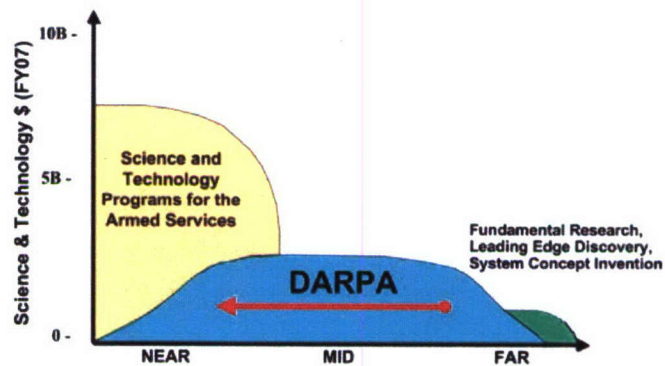 10B -
Science & Technology $ (FY07)
Science and
Technology
Programs for the
Armed Services
5B -
Fundamental Research,
Leading Edge Discovery,
System Concept Invention
DARPA
0 -
NEAR MID FAR